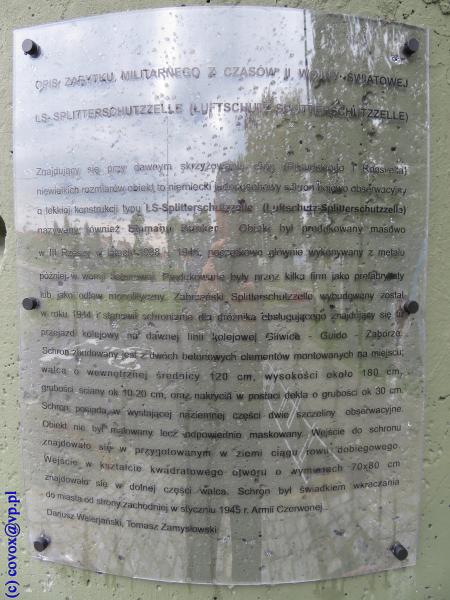 OPIS ZABYTKU MILITARNEGO Z CZASÓW II WOJNY ŚWIATOWEJ
LS-SPLITTERSCHUTZZELLE (LUFTSCHUTZ-SPLITTERSCHUTZZELLE)
Znajdujący się przy dawnym skrzyżowaniu dróg (Piłsudskiego i Roosvelta)
niewielkich rozmiarów obiekt to niemiecki jednoosobowy schron bojowo obserwacyjny
o lekkiej konstrukcji typu LS-Splitterschutzzelle (Luftschutz-Splitterschutzzelle)
nazywany również Einmann Bunker. Obiekt był produkowany masowo
w III Rzeszy w latach 1938 - 1945, początkowo głównie wykonywany z metalu
później w wersji betonowej. Produkowane były przez kilka firm jako prefabrykaty
lub jako odlew monolityczny. Zabrzański Splitterschutzzelle wybudowany został
w roku 1944 i stanowił schronienie dla dróżnika obsługującego znajdujący się tu
przejazd kolejowy na dawnej linii kolejowej Gliwice - Guido - Zaborze.
Schron zbudowany jest z dwóch betonowych elementów montowanych na miejscu;
walca o wewnętrznej średnicy 120 cm, wysokości około 180 cm,
grubości ściany ok 10-20 cm, oraz nakrycia w postaci dekla o grubości ok 30 cm.
Schron posiada w wystającej naziemnej części dwie szczeliny obserwacyjne.
Obiekt nie był malowany lecz odpowiednio maskowany. Wejście do schronu
znajdowało się w przygotowanym w ziemi ciągu rowu dobiegowego.
Wejście w kształcie kwadratowego otworu o wymiarach 70x80 cm
znajdowało się w dolnej części walca. Schron był świadkiem wkraczania
do miasta od strony zachodniej w styczniu 1945 r. Armii Czerwonej...
Dariusz Walerjański, Tomasz Zamysłowski
(c) covox@vp.pl